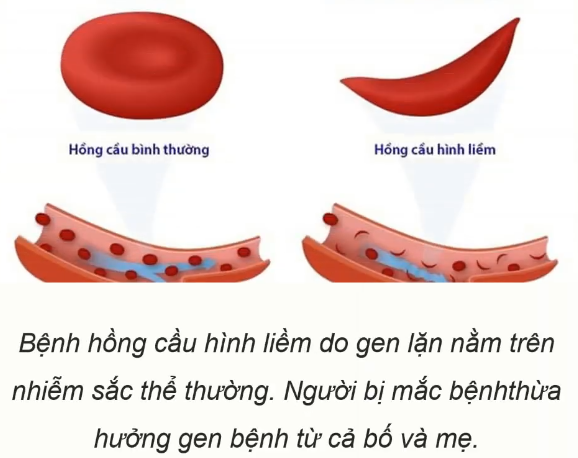 Hồng cầu bình thường
Hồng cầu hình liềm
Bệnh hồng cầu hình liềm do gen lặn nằm trên
nhiễm sắc thể thường. Người bị mắc bệnhthừa
hưởng gen bệnh từ cả bố và mẹ.